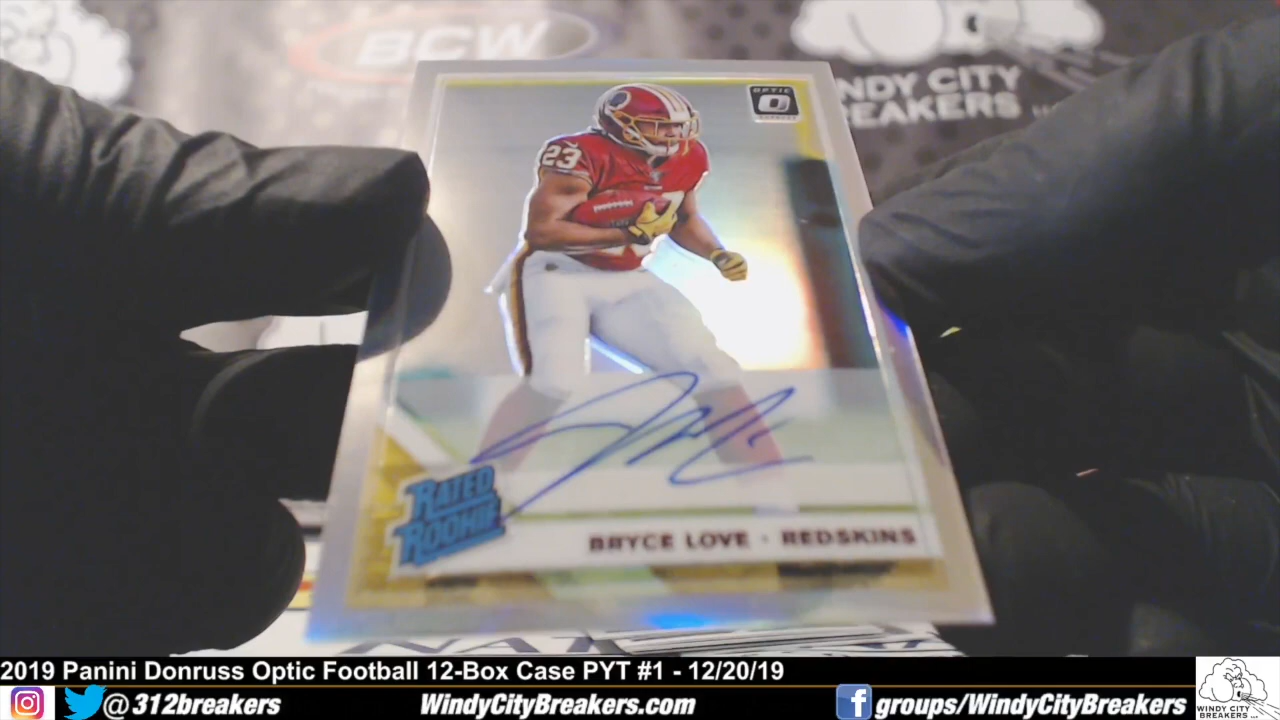 BCW
WINDY CITY
BREAKERS
OPTIC
23
RATED
ROOKIE
BRYCE LOVE · REDSKINS
2019 Panini Donruss Optic Football 12-Box Case PYT #1 - 12/20/19
@312breakers
WindyCityBreakers.com
groups/WindyCityBreakers
WINDY CITY
BREAKERS LLC